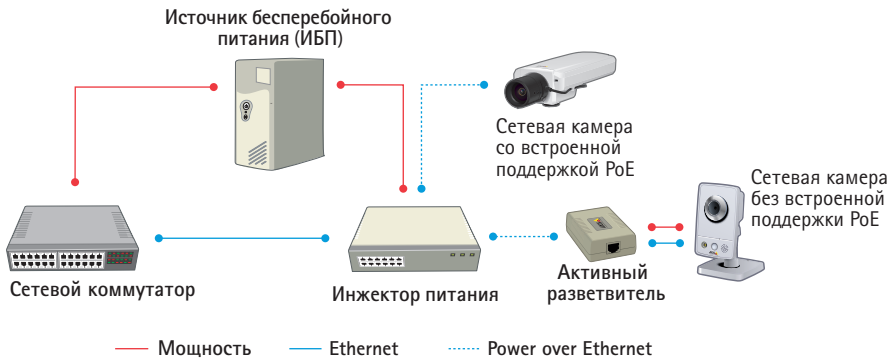 Источник бесперебойного
питания (ИБП)
Сетевая камера
со встроенной
поддержкой PoE
Сетевая камера
без встроенной
поддержки PoE
Сетевой коммутатор
Инжектор питания
Активный
разветвитель
Мощность
Ethernet
Power over Ethernet